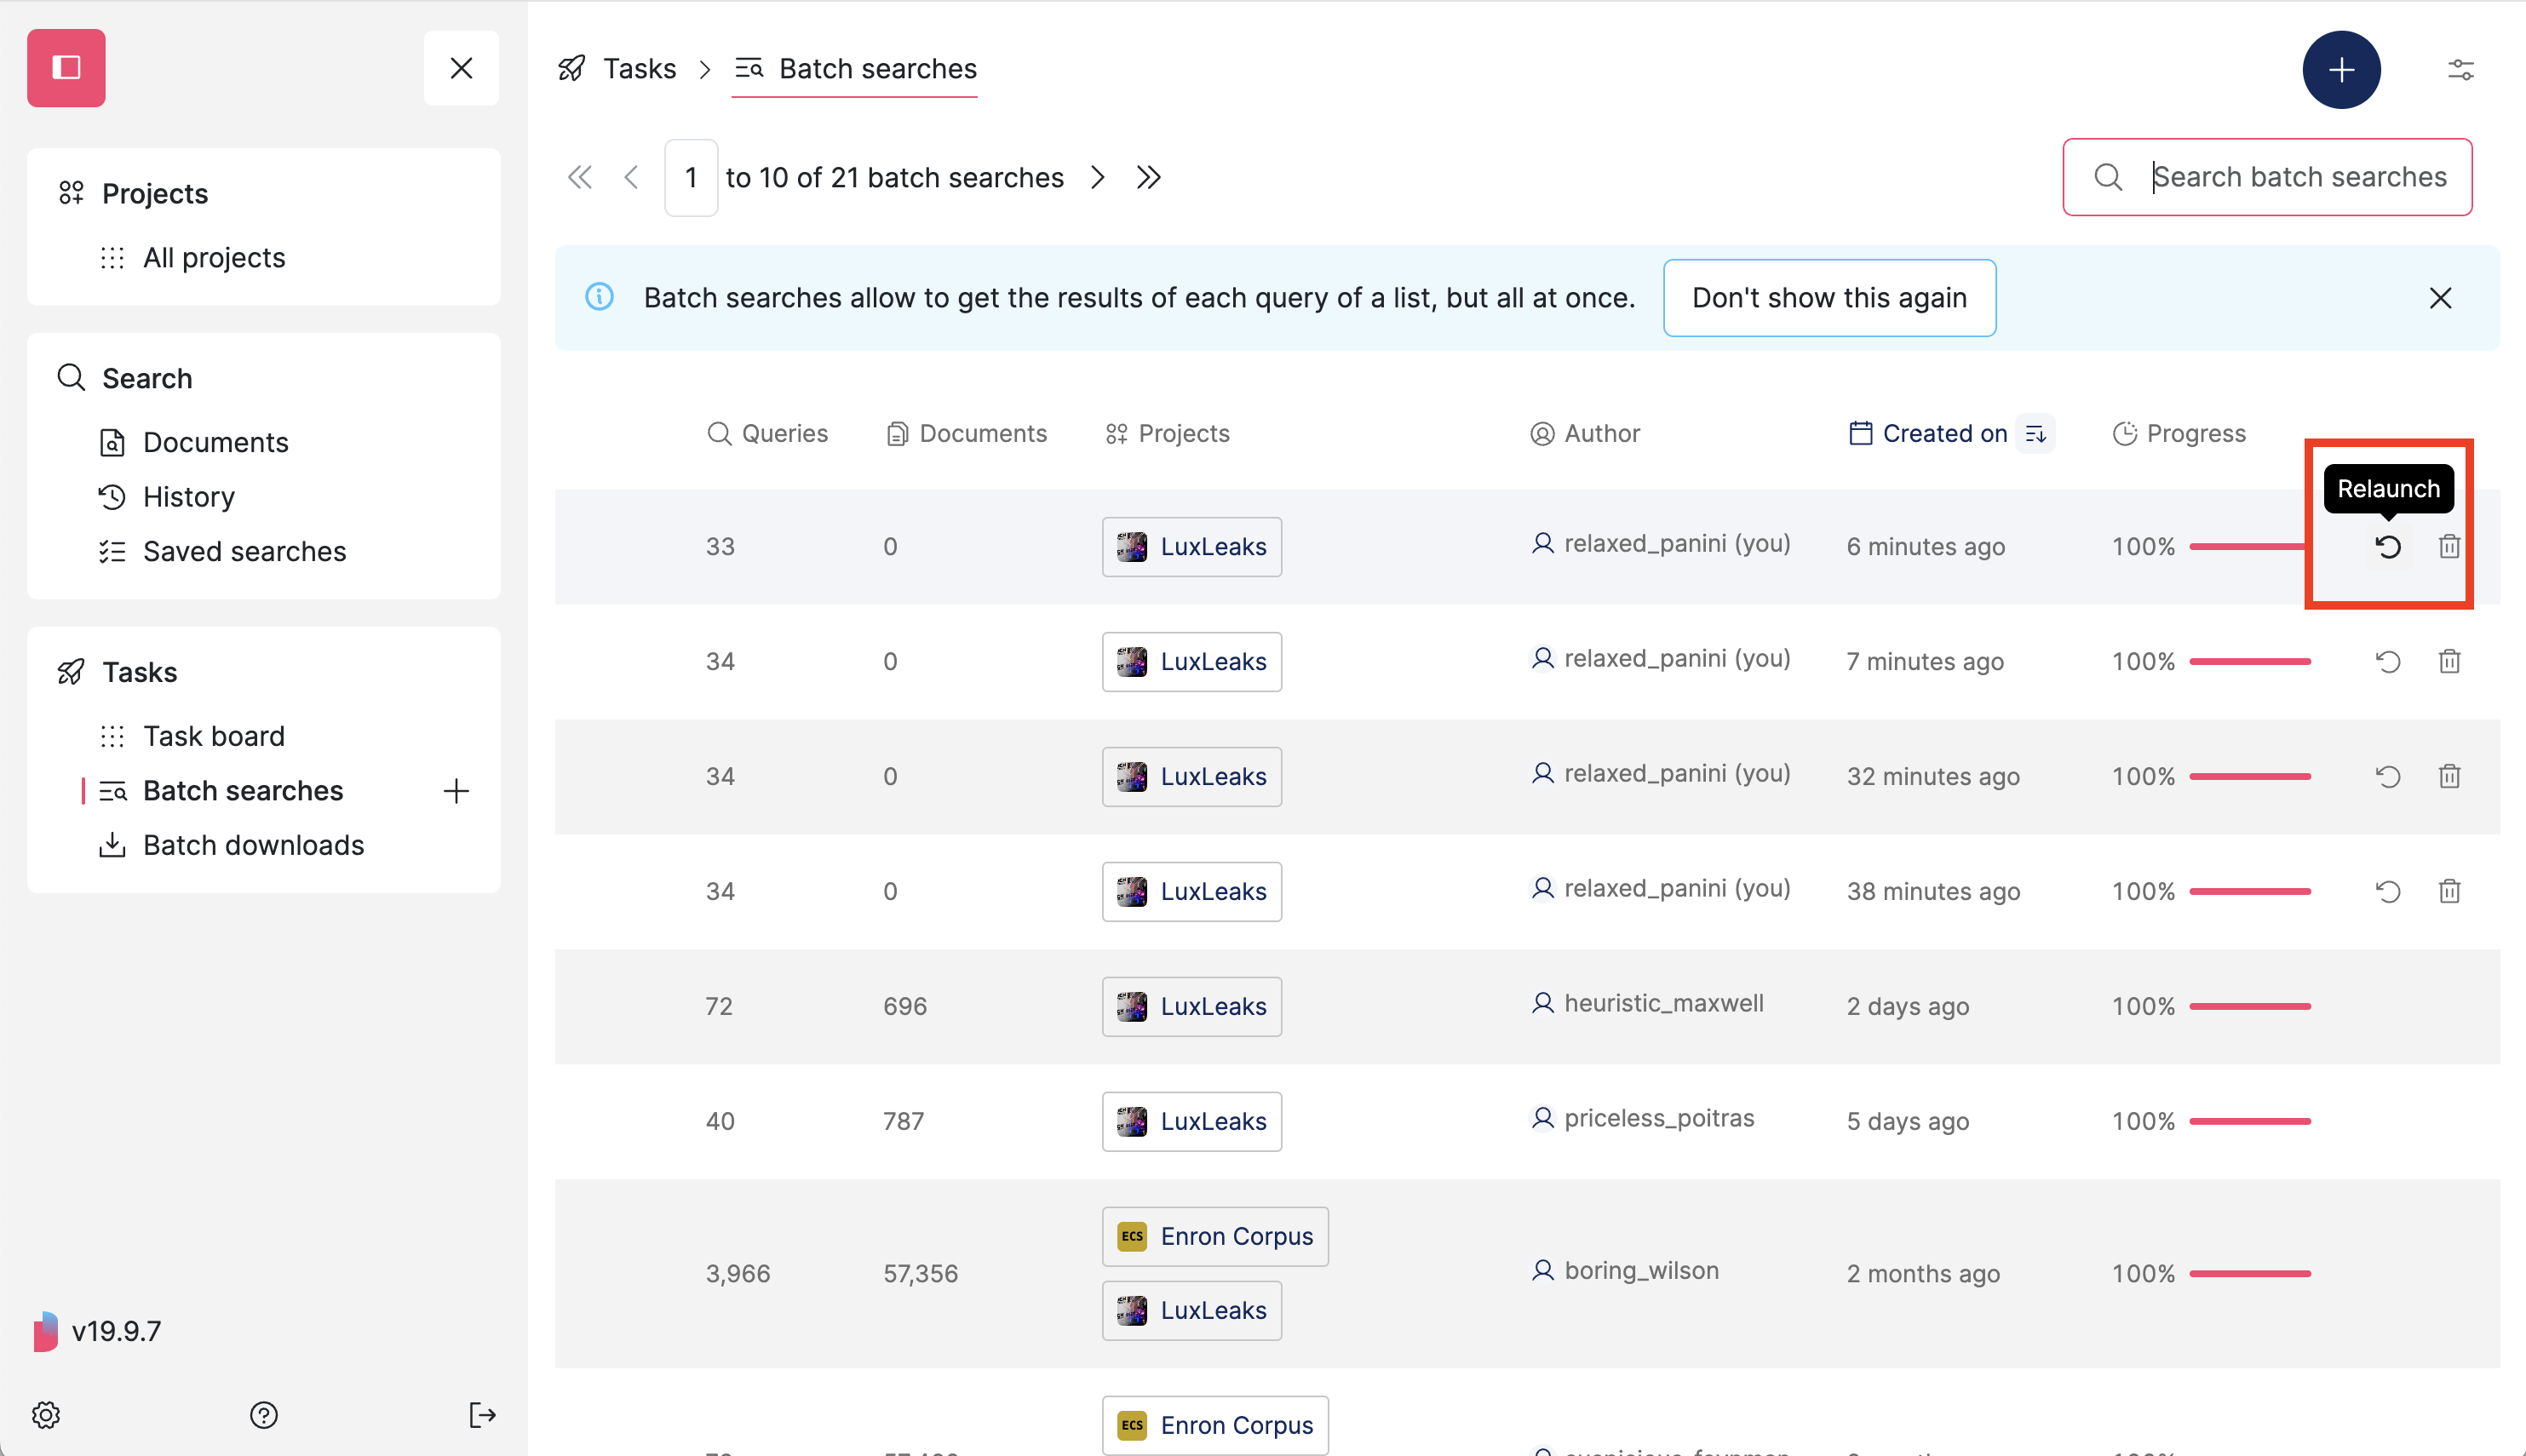 Tasks
Batch searches
1 to 10 of 21 batch searches
Search batch searches
Projects
All projects
Search
Documents
History
Saved searches
Tasks
Task board
Batch searches
Batch downloads
v19.9.7
Batch searches allow to get the results of each query of a list, but all at once.
Don't show this again
Queries Documents Projects Author Created on Progress
Relaunch
33 0 LuxLeaks relaxed_panini (you) 6 minutes ago 100%
34 0 LuxLeaks relaxed_panini (you) 7 minutes ago 100%
34 0 LuxLeaks relaxed_panini (you) 32 minutes ago 100%
34 0 LuxLeaks relaxed_panini (you) 38 minutes ago 100%
72 696 LuxLeaks heuristic_maxwell 2 days ago 100%
40 787 LuxLeaks priceless_poitras 5 days ago 100%
ECS Enron Corpus
3,966 57,356 boring_wilson 2 months ago 100%
LuxLeaks
ECS Enron Corpus